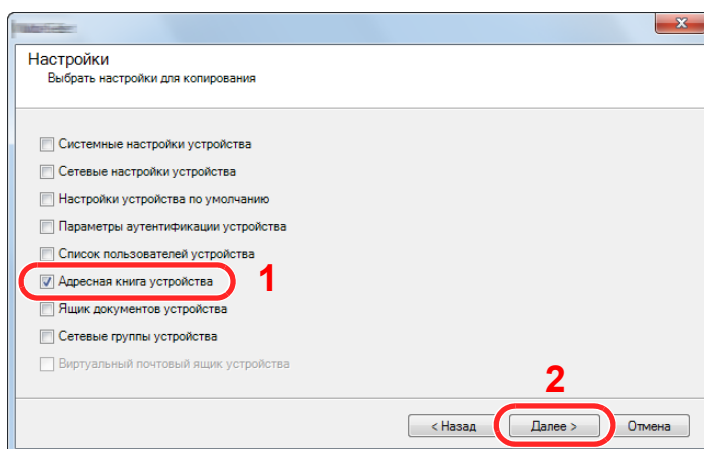 Настройки
Выбрать настройки для копирования
Системные настройки устройства
Сетевые настройки устройства
Настройки устройства по умолчанию
Параметры аутентификации устройства
Список пользователей устройства
Адресная книга устройства 1
Ящик документов устройства
Сетевые группы устройства
Виртуальный почтовый ящик устройства
2
< Назад Далее > Отмена